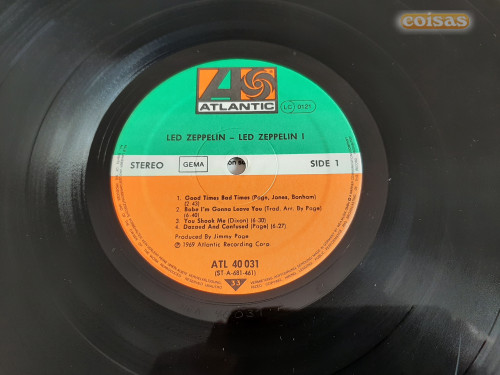 eoisas
ATLANTIC
LC 0121
LED ZEPPELIN – LED ZEPPELIN I
STEREO GEMA SIDE 1
1. Good Times Bad Times (Page, Jones, Bonham)
(2·43)
2. Babe I'm Gonna Leave You (Trad. Arr. By Page)
(6·40)
3. You Shook Me (Dixon) (6·30)
4. Dazed And Confused (Page) (6·27)
Produced By Jimmy Page
℗ 1969 Atlantic Recording Corp.
ATL 40 031
(ST-A-681-461)
33